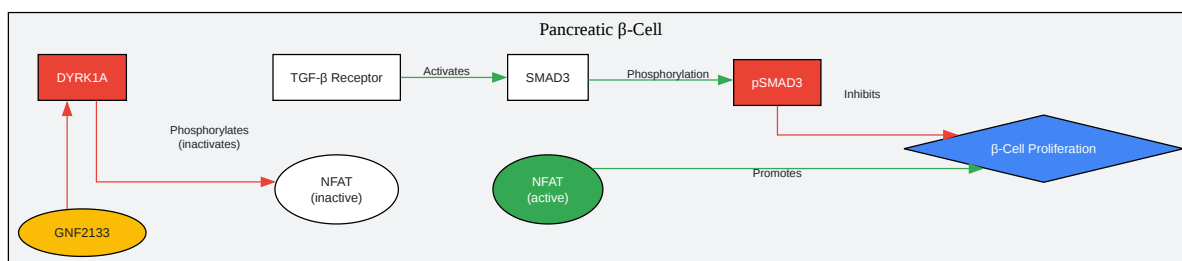 Pancreatic β-Cell
DYRK1A
TGF-β Receptor
Activates
SMAD3
Phosphorylation
pSMAD3
Inhibits
Phosphorylates
(inactivates)
β-Cell Proliferation
NFAT
(inactive)
NFAT
(active)
Promotes
GNF2133